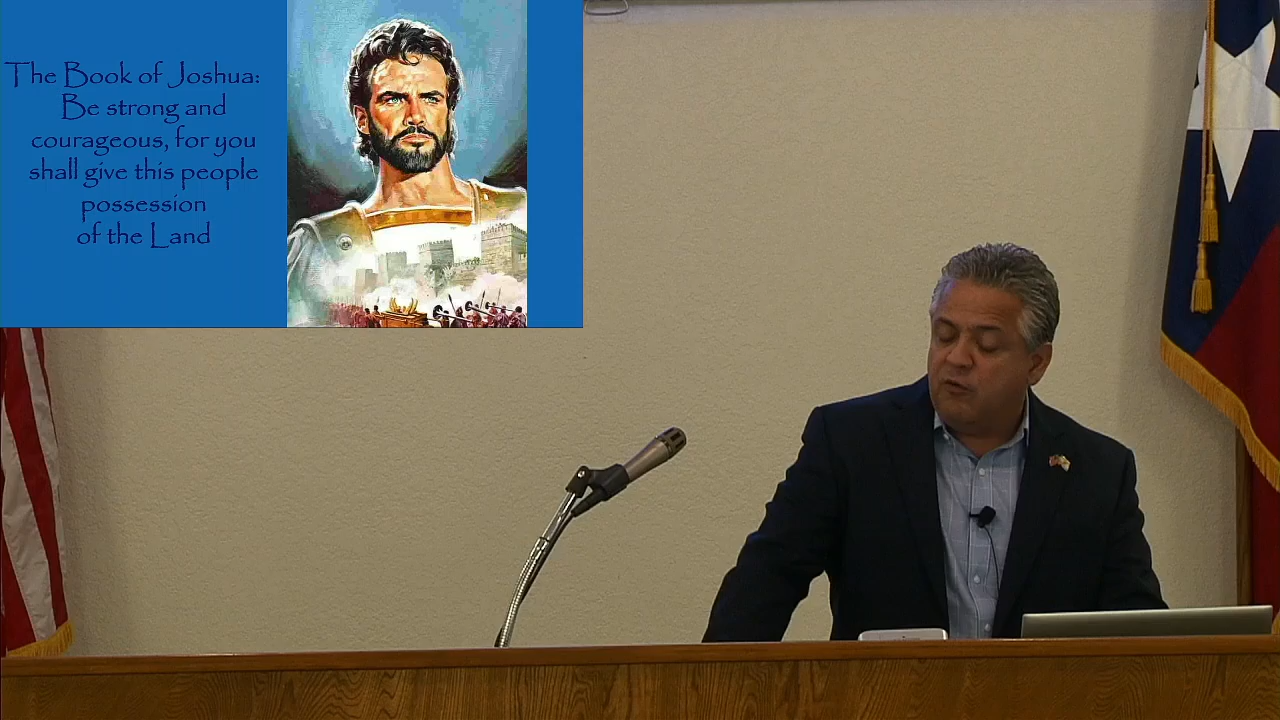 The Book of Joshua:
Be strong and
courageous, for you
shall give this people
possession
of the Land